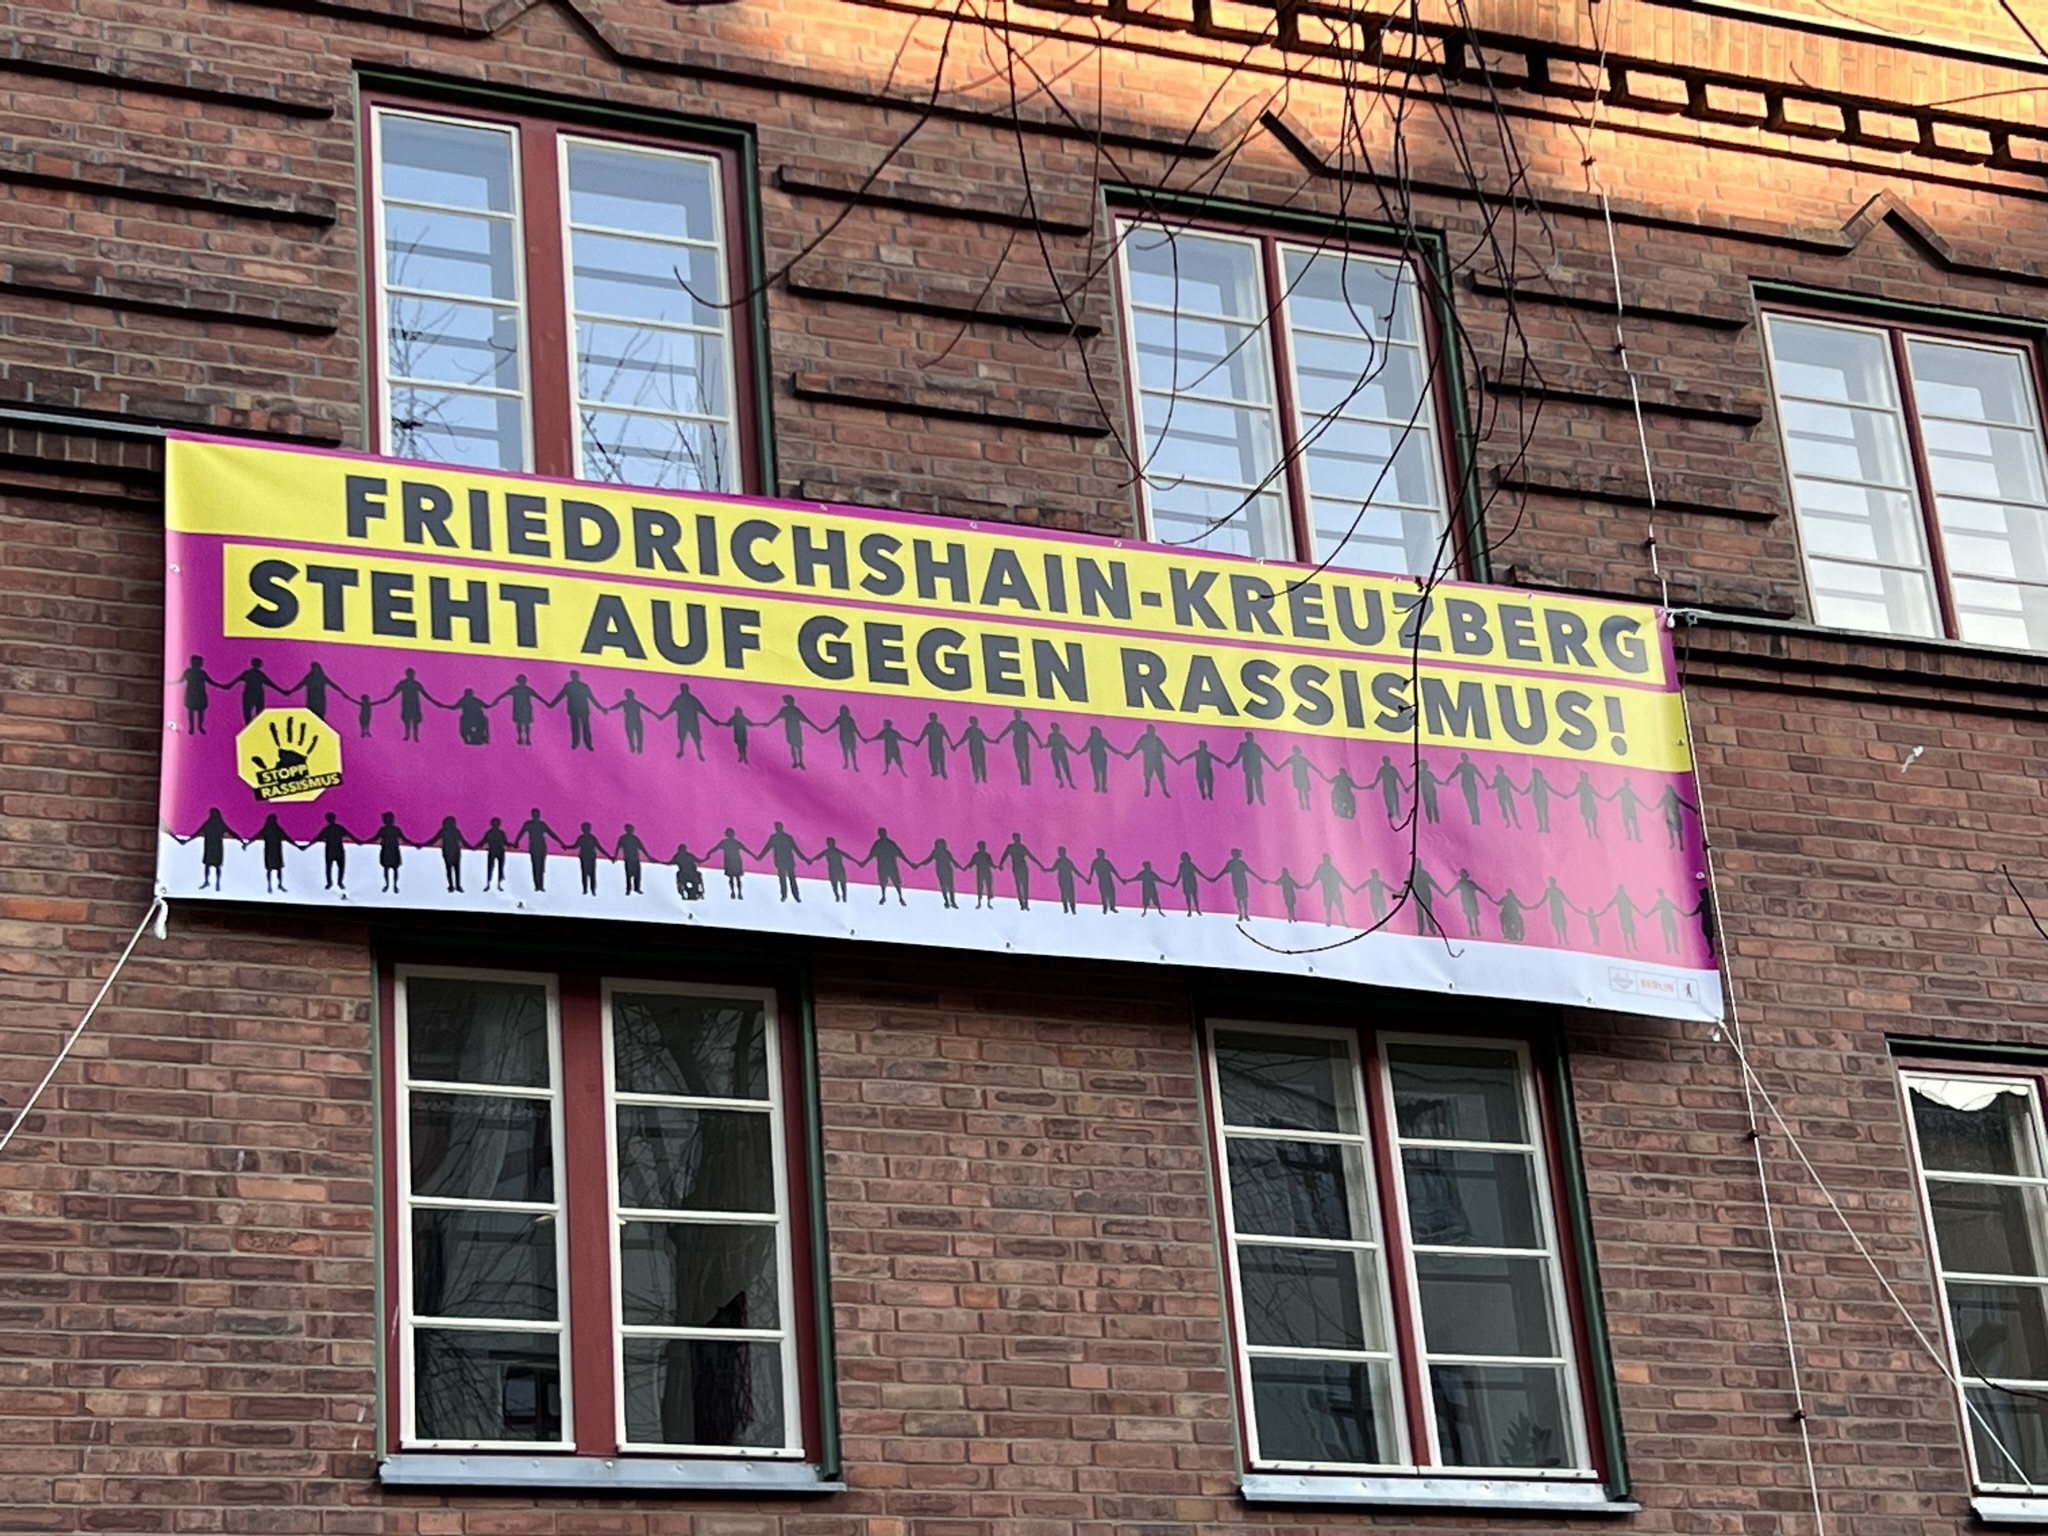 FRIEDRICHSHAIN-KREUZBERG
STEHT AUF GEGEN RASSISMUS!
STOPP
RASSISMUS
BERLIN